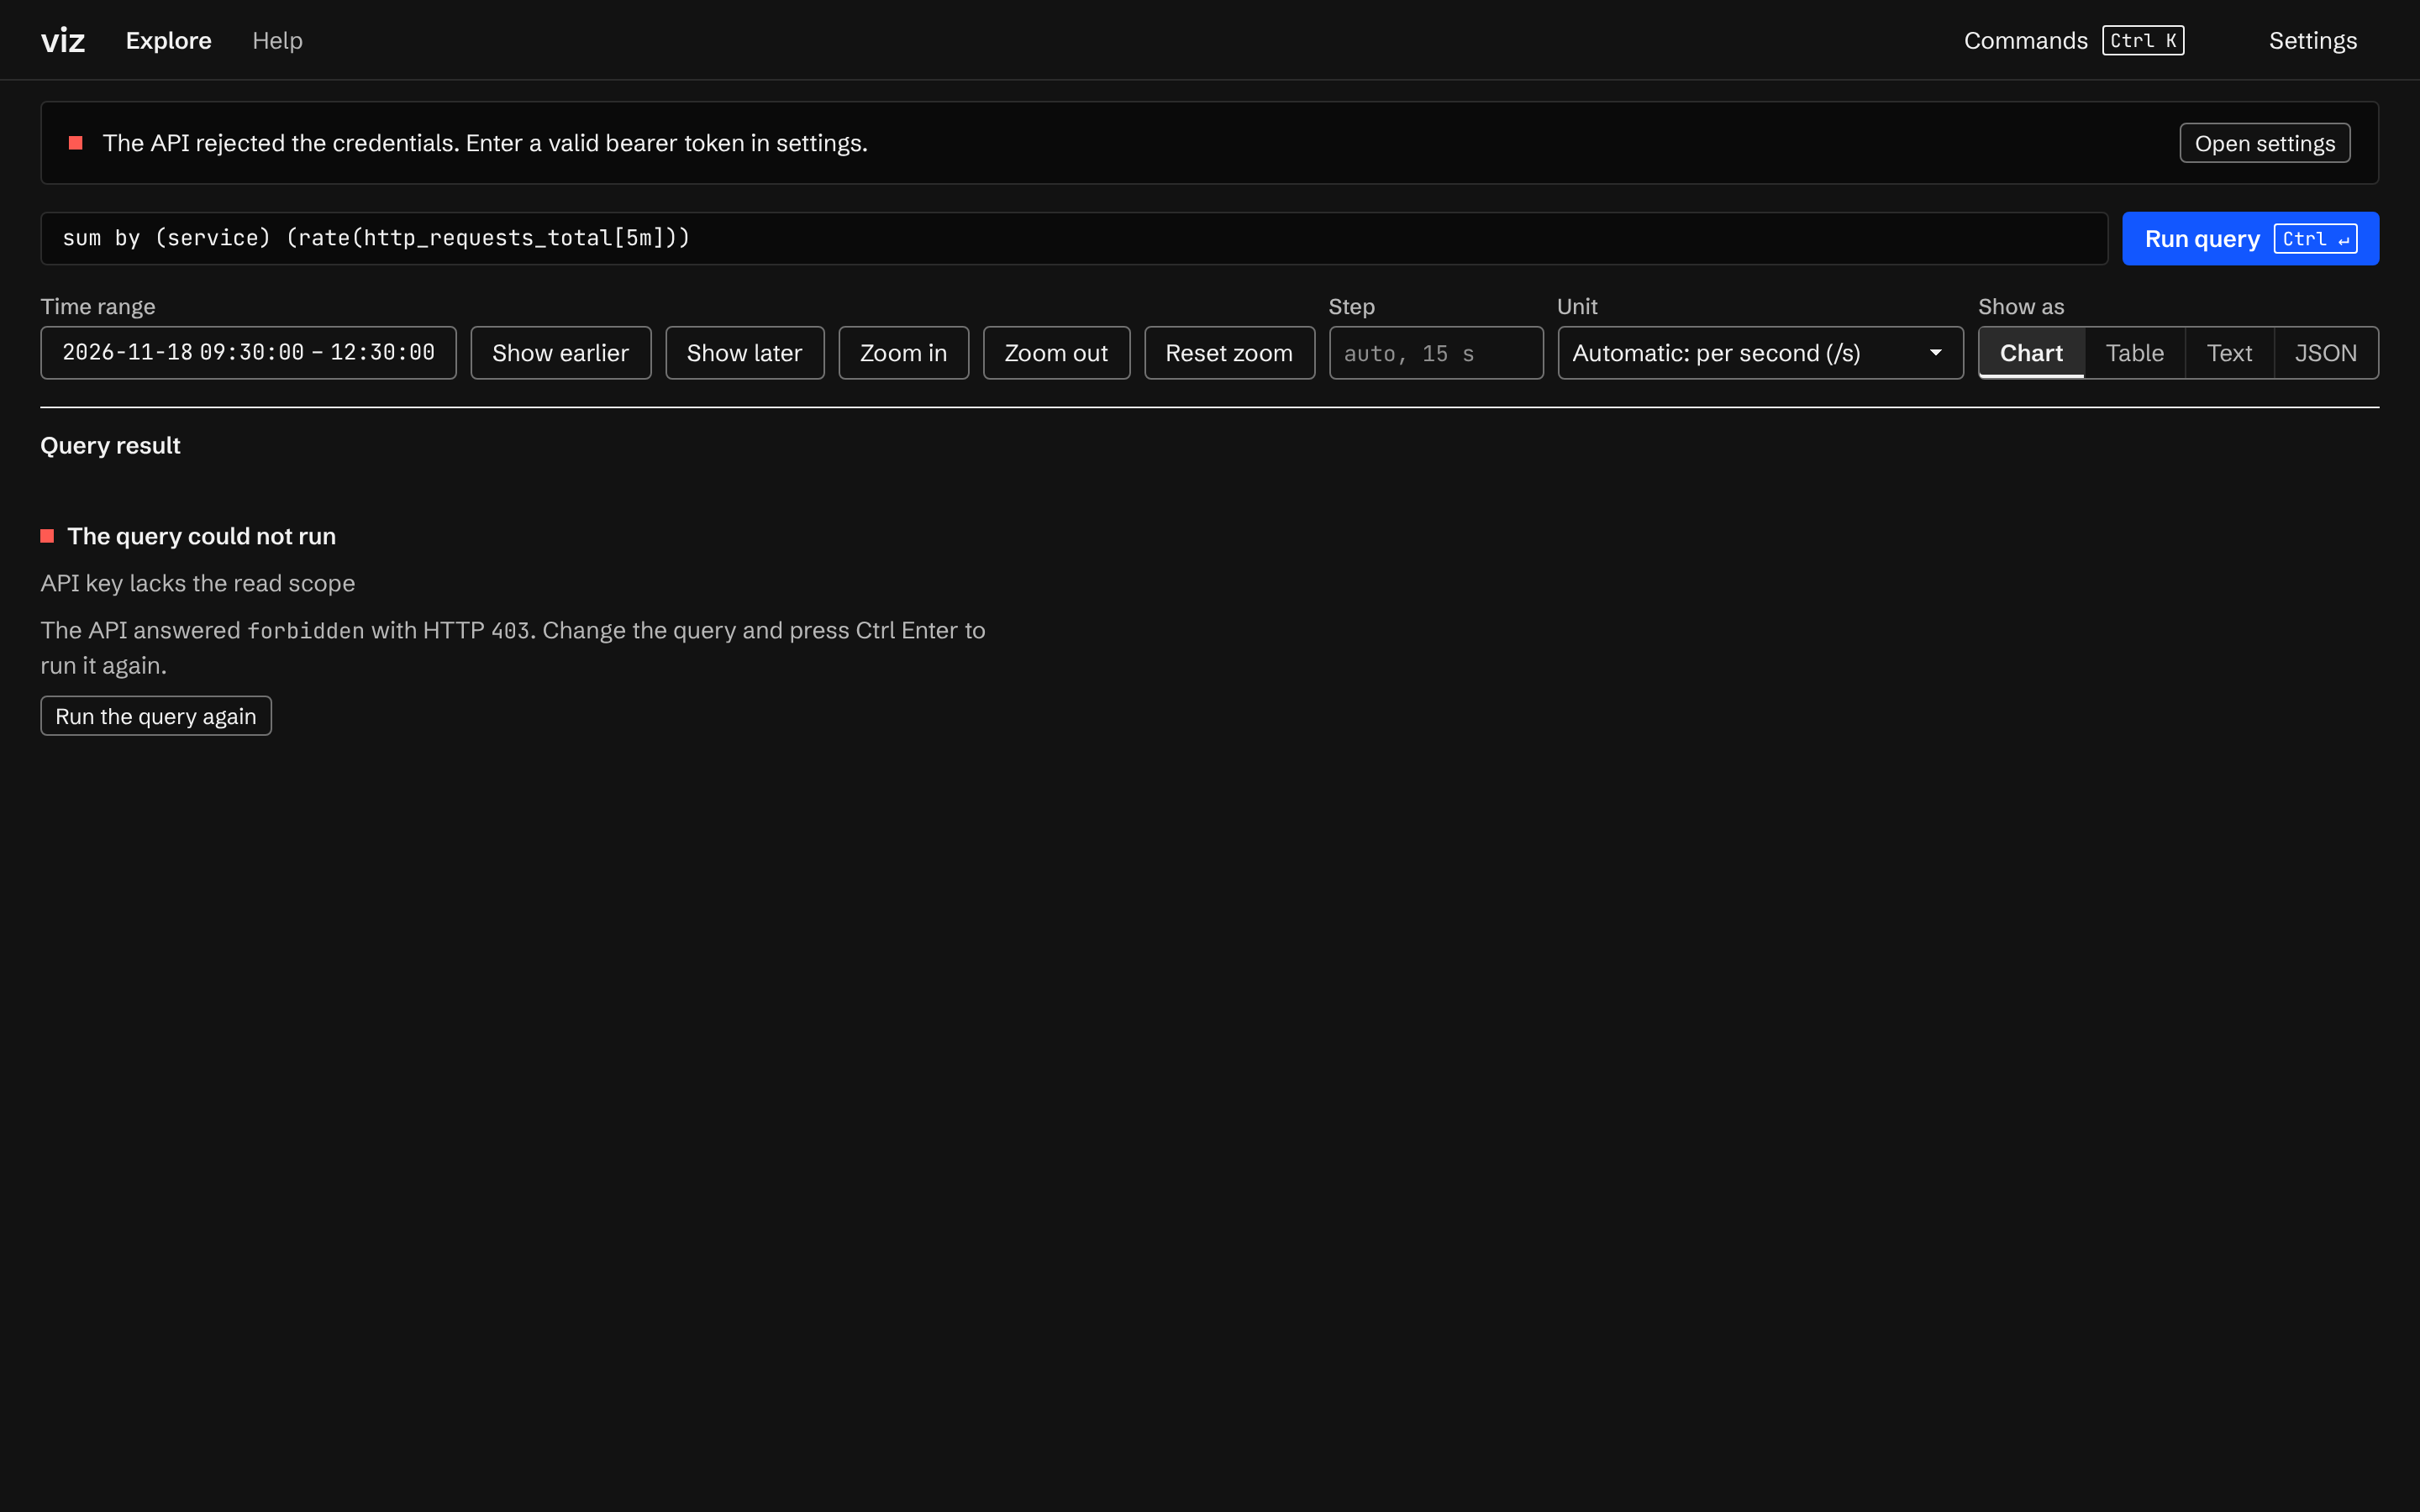 viz Explore Help Commands Ctrl K Settings
The API rejected the credentials. Enter a valid bearer token in settings. Open settings
sum by (service) (rate(http_requests_total[5m])) Run query Ctrl ↵
Time range Step Unit Show as
2026-11-18 09:30:00 – 12:30:00 Show earlier Show later Zoom in Zoom out Reset zoom auto, 15 s Automatic: per second (/s) Chart Table Text JSON
Query result
The query could not run
API key lacks the read scope
The API answered forbidden with HTTP 403. Change the query and press Ctrl Enter to
run it again.
Run the query again